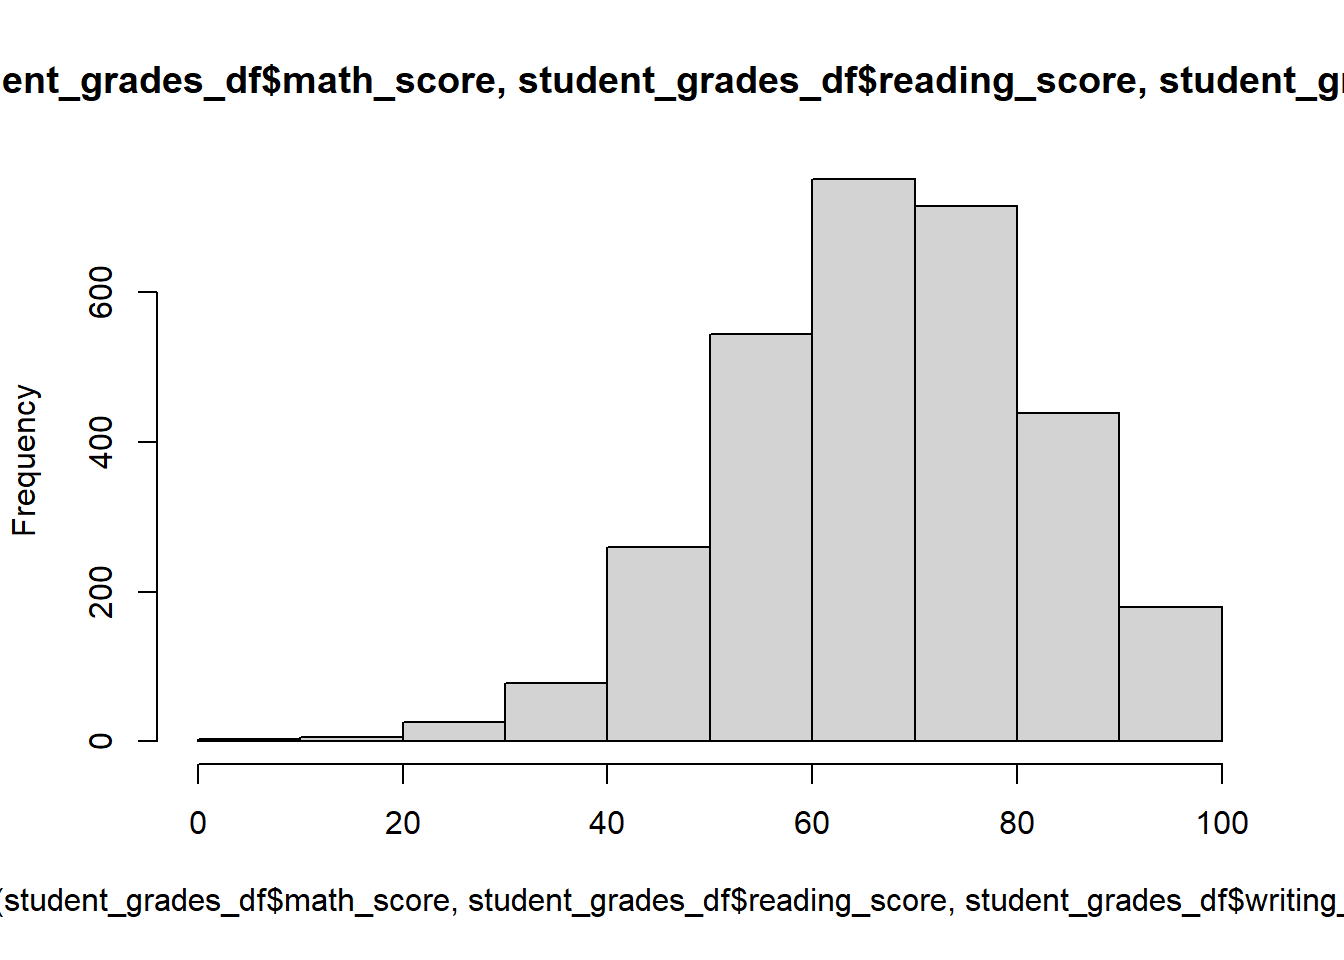 ent_grades_df$math_score, student_grades_df$reading_score, student_gr
Frequency
600
400
200
0
0 20 40 60 80 100
(student_grades_df$math_score, student_grades_df$reading_score, student_grades_df$writing_